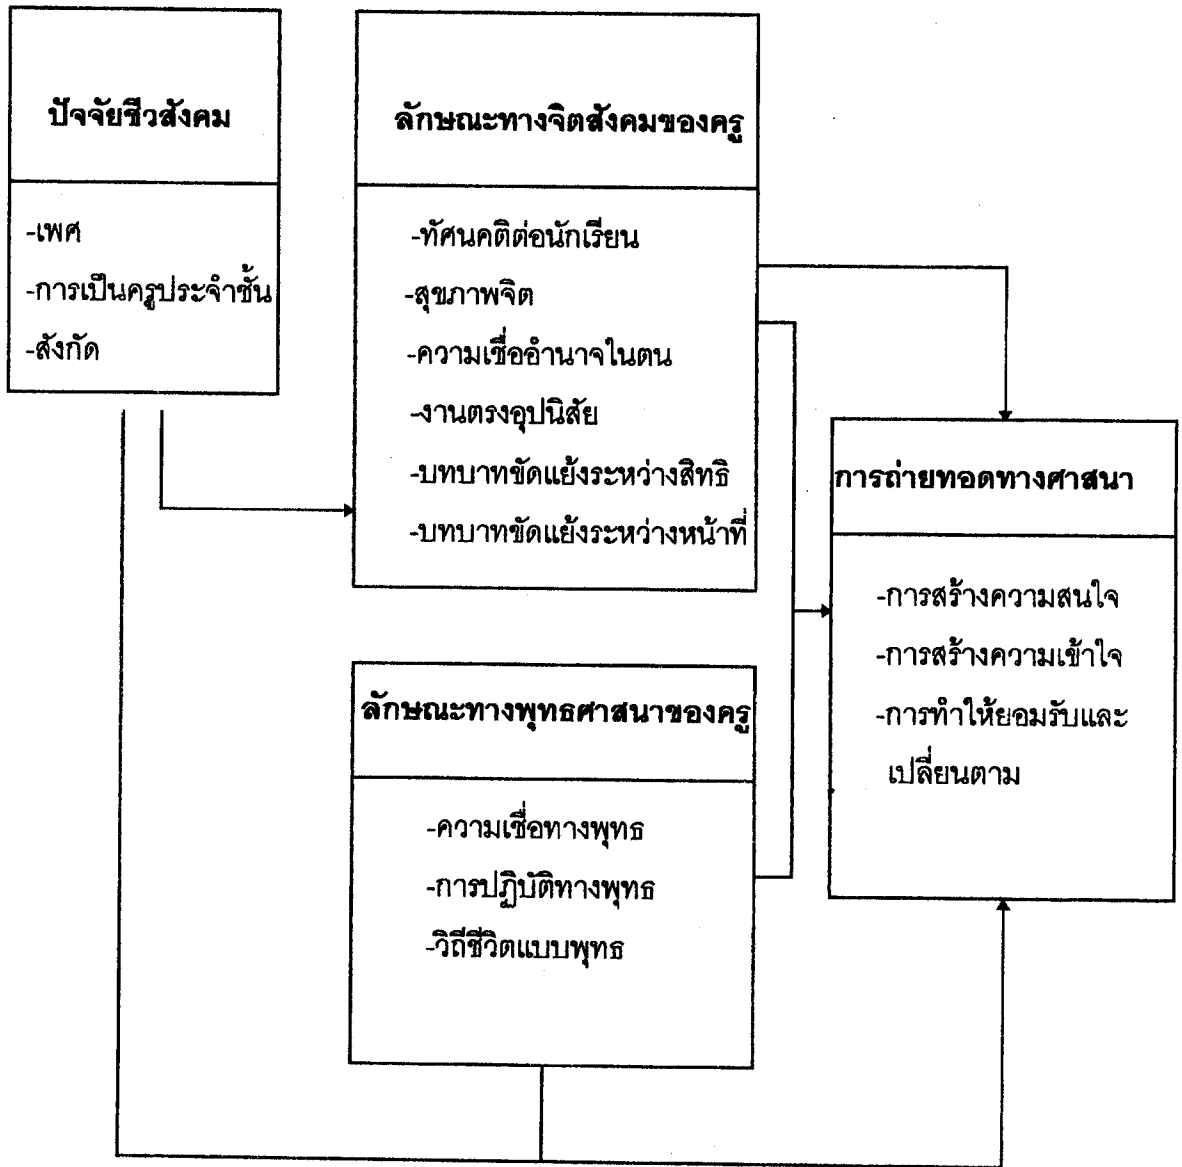 ปัจจัยชีวสังคม
-เพศ
-การเป็นครูประจำชั้น
-สังกัด
ลักษณะทางจิตสังคมของครู
-ทัศนคติต่อนักเรียน
-สุขภาพจิต
-ความเชื่ออำนาจในตน
-งานตรงอุปนิสัย
-บทบาทขัดแย้งระหว่างสิทธิ
-บทบาทขัดแย้งระหว่างหน้าที่
ลักษณะทางพุทธศาสนาของครู
-ความเชื่อทางพุทธ
-การปฏิบัติทางพุทธ
-วิถีชีวิตแบบพุทธ
การถ่ายทอดทางศาสนา
-การสร้างความสนใจ
-การสร้างความเข้าใจ
-การทำให้ยอมรับและ
เปลี่ยนตาม